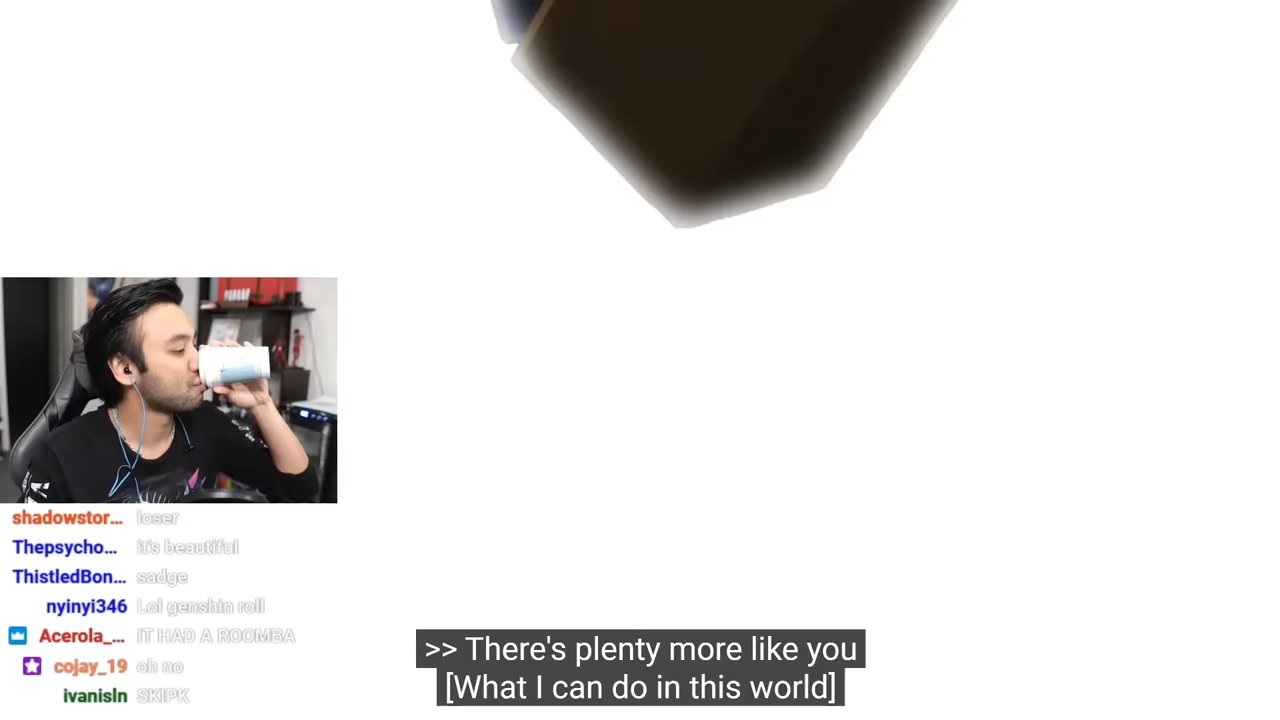 shadowstor... loser
Thepsycho... it's beautiful
ThistledBon... sadge
nyinyi346 Lol genshin roll
Acerola_... IT HAD A ROOMBA
cojay_19 oh no
ivanisln SKIPK
>> There's plenty more like you
[What I can do in this world]